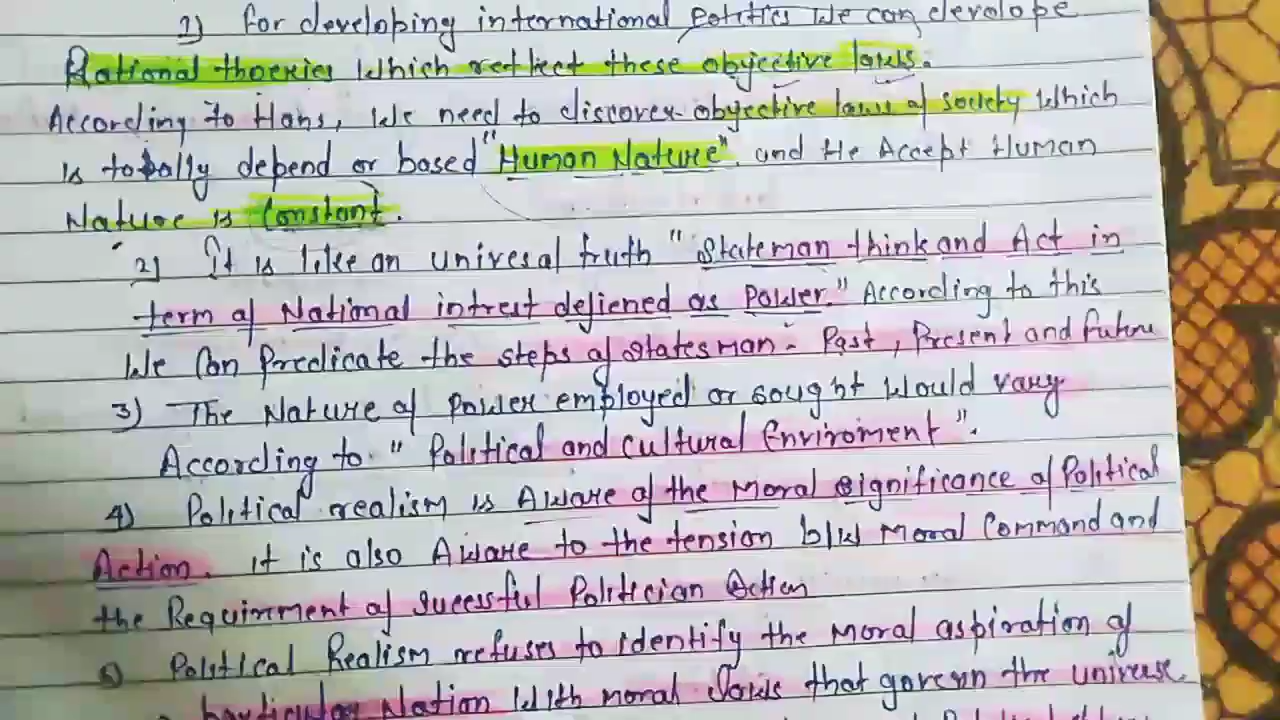 1) for developing international politics we can develope
Rational thoeries which reflect these objective laws.
According to Hans, we need to discover objective laws of society which
is totally depend or based "Human Nature". and He Accept Human
Nature is Constant.
2) It is like an univesal truth "Stateman think and Act in
term of National intrest defiened as Power." According to this
We Can Predicate the steps of statesman - Past, Present and future
3) The Nature of Power employed or sought would vary
According to "Political and cultural Enviroment".
4) Political realism is Aware of the Moral significance of Political
Action. it is also Aware to the tension b/w Moral Command and
the Requirment of sucessful Politician Action
5) Political Realism refuses to identify the Moral aspiration of
particular Nation with moral laws that govern the universe.